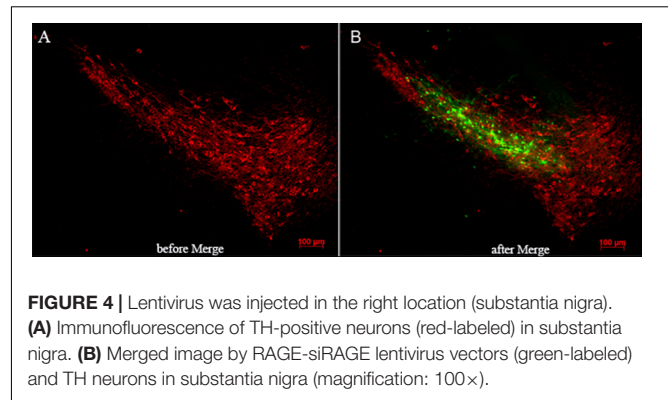 A
B
before Merge
100 μm
after Merge
100 μm
FIGURE 4 | Lentivirus was injected in the right location (substantia nigra).
(A) Immunofluorescence of TH-positive neurons (red-labeled) in substantia
nigra. (B) Merged image by RAGE-siRAGE lentivirus vectors (green-labeled)
and TH neurons in substantia nigra (magnification: 100×).